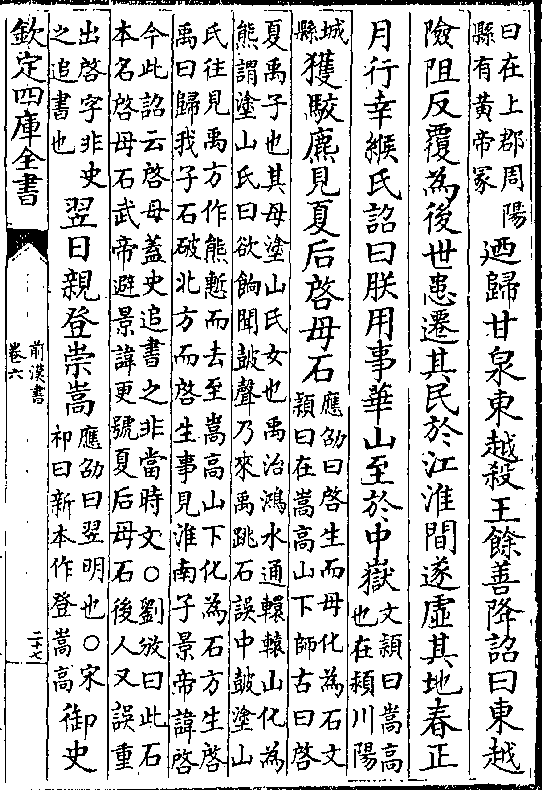 曰在上郡周陽
縣有黄帝冢
迺歸甘泉東越殺王餘善降詔曰東越
險阻反覆為後世患遷其民於江淮間遂虛其地春正
月行幸緱氏詔曰朕用事華山至於中嶽
文穎曰嵩高
也在潁川陽
城
縣
獲駮麃見夏后啓母石
應劭曰啓生而母化為石文
穎曰在嵩高山下師古曰啓
夏禹子也其母塗山氏女也禹治鴻水通轘轅山化為
熊謂塗山氏曰欲餉聞鼓聲乃來禹跳石誤中鼓塗山
氏往見禹方作熊慙而去至嵩高山下化為石方生啓
禹曰歸我子石破北方而啓生事見淮南子景帝諱啓
今此詔云啓母蓋史追書之非當時文○劉攽曰此石
本名啓母石武帝避景諱更號夏后母石後人又誤重
出啓字非史
之追書也
翌日親登崇嵩
應劭曰翌明也○宋
祁曰新本作登嵩高
御史
欽定四庫全書
前漢書
卷六
二十七